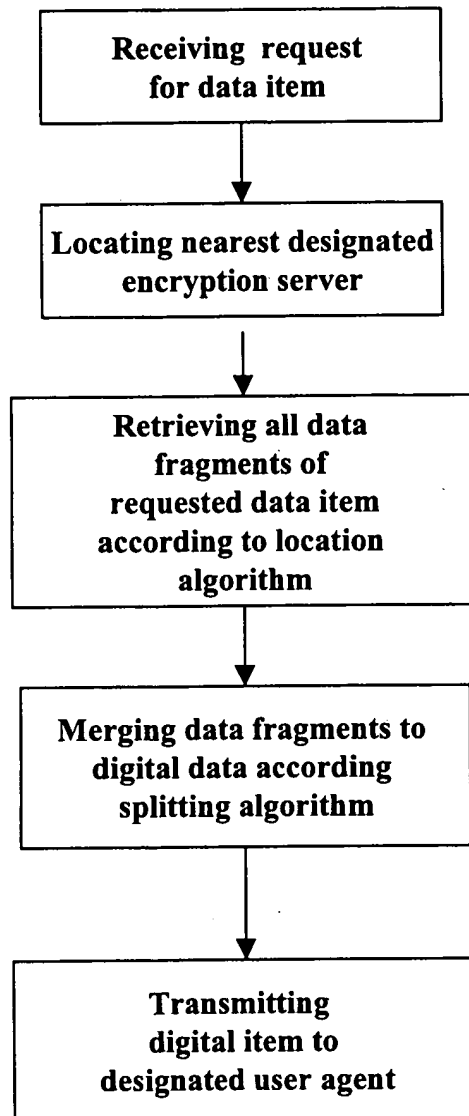 Receiving request
for data item
Locating nearest designated
encryption server
Retrieving all data
fragments of
requested data item
according to location
algorithm
Merging data fragments to
digital data according
splitting algorithm
Transmitting
digital item to
designated user agent